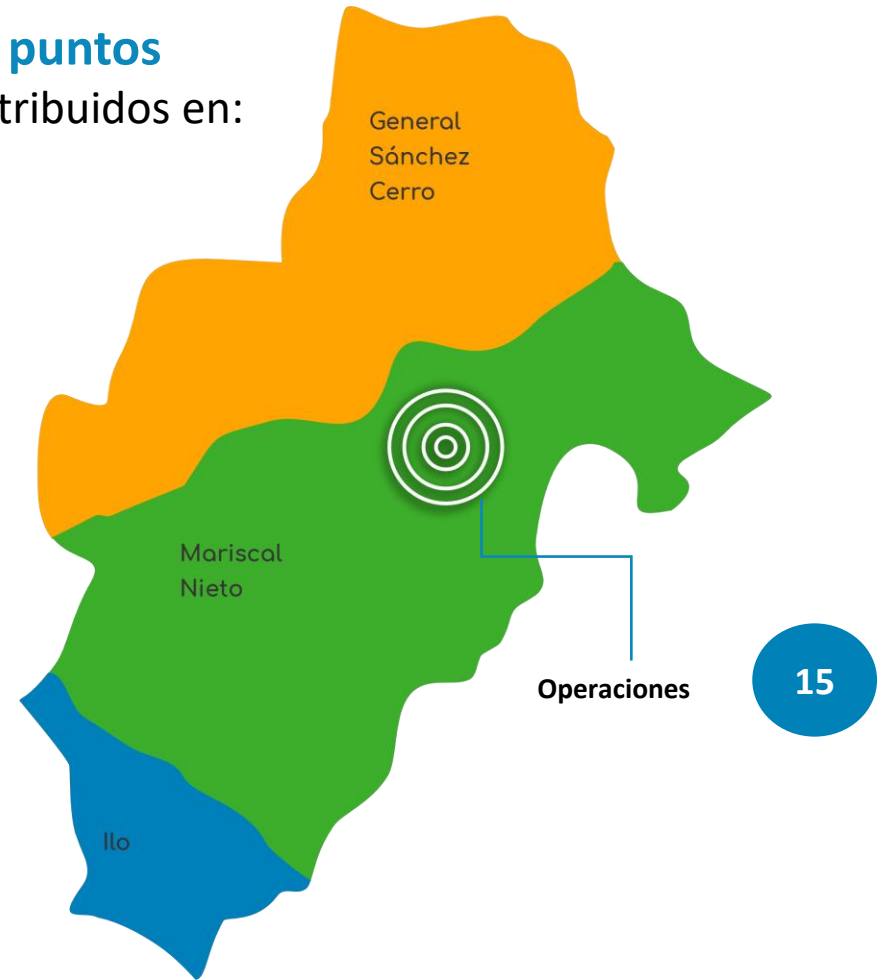 puntos
tribuidos en:
General
Sánchez
Cerro
Mariscal
Nieto
Operaciones
15
Ilo